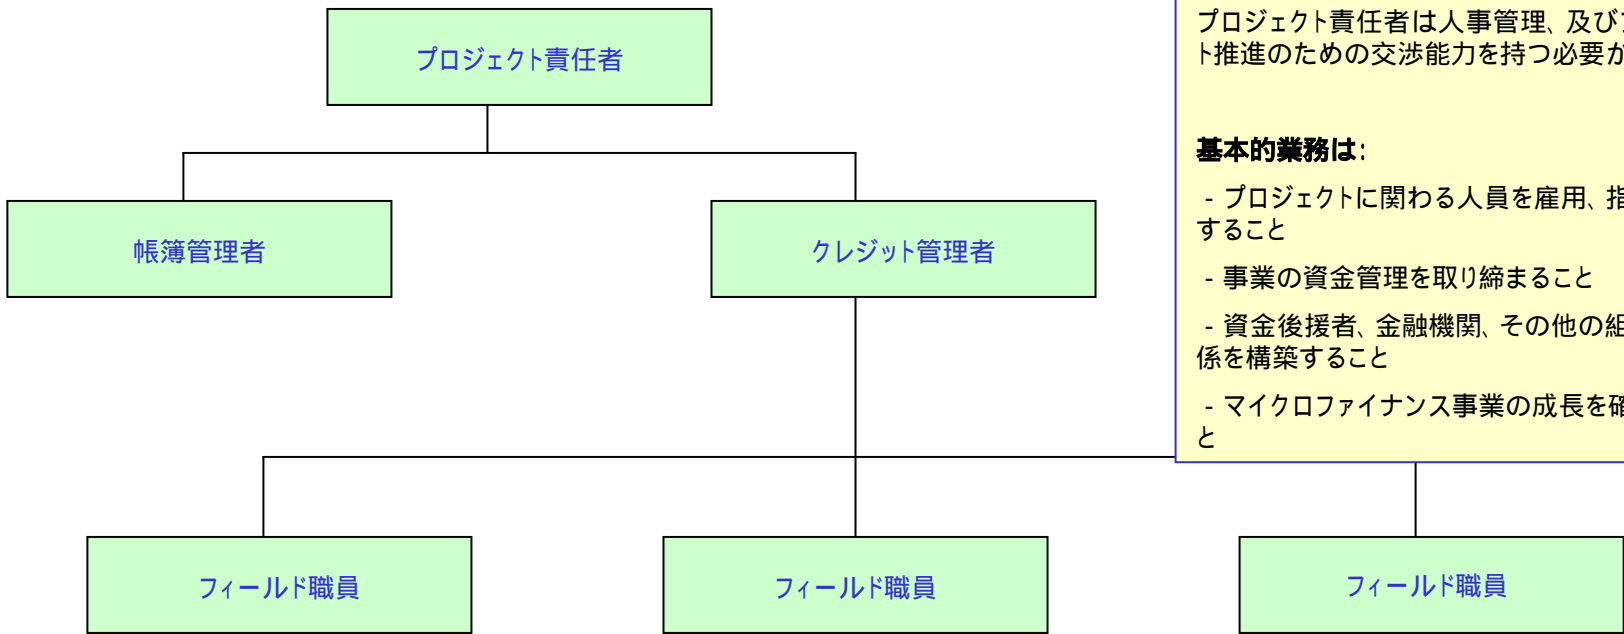 プロジェクト責任者
帳簿管理者
クレジット管理者
フィールド職員
フィールド職員
フィールド職員
プロジェクト責任者は人事管理、及び
ト推進のための交渉能力を持つ必要が
基本的業務は:
- プロジェクトに関わる人員を雇用、指
すること
- 事業の資金管理を取り締まること
- 資金後援者、金融機関、その他の組
係を構築すること
- マイクロファイナンス事業の成長を確
と